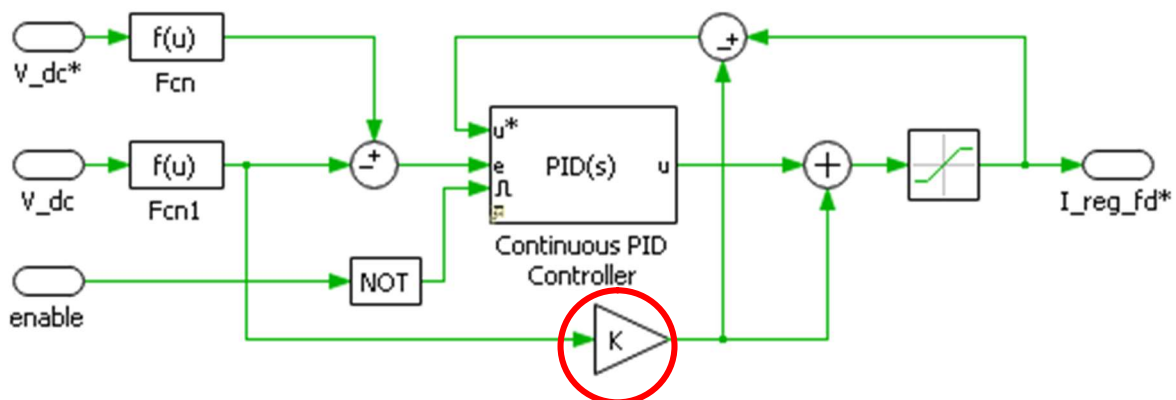 V_dc*
f(u)
Fcn
V_dc
f(u)
Fcn1
enable
NOT
u*
e
PID(s)
u
Continuous PID
Controller
K
I_reg_fd*